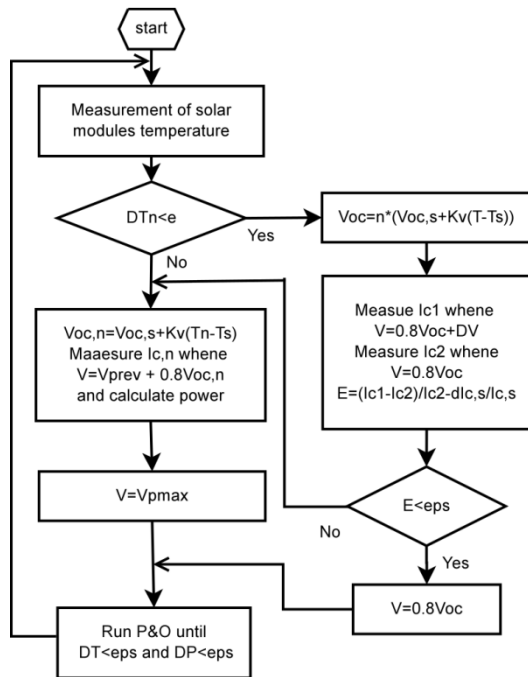 start
Measurement of solar
modules temperature
DTn<e
Yes
Voc=n*(Voc,s+Kv(T-Ts))
No
Voc,n=Voc,s+Kv(Tn-Ts)
Maaesure Ic,n whene
V=Vprev + 0.8Voc,n
and calculate power
Measue Ic1 whene
V=0.8Voc+DV
Measure Ic2 whene
V=0.8Voc
E=(Ic1-Ic2)/Ic2-dIc,s/Ic,s
V=Vpmax
E<eps
No
Yes
V=0.8Voc
Run P&O until
DT<eps and DP<eps